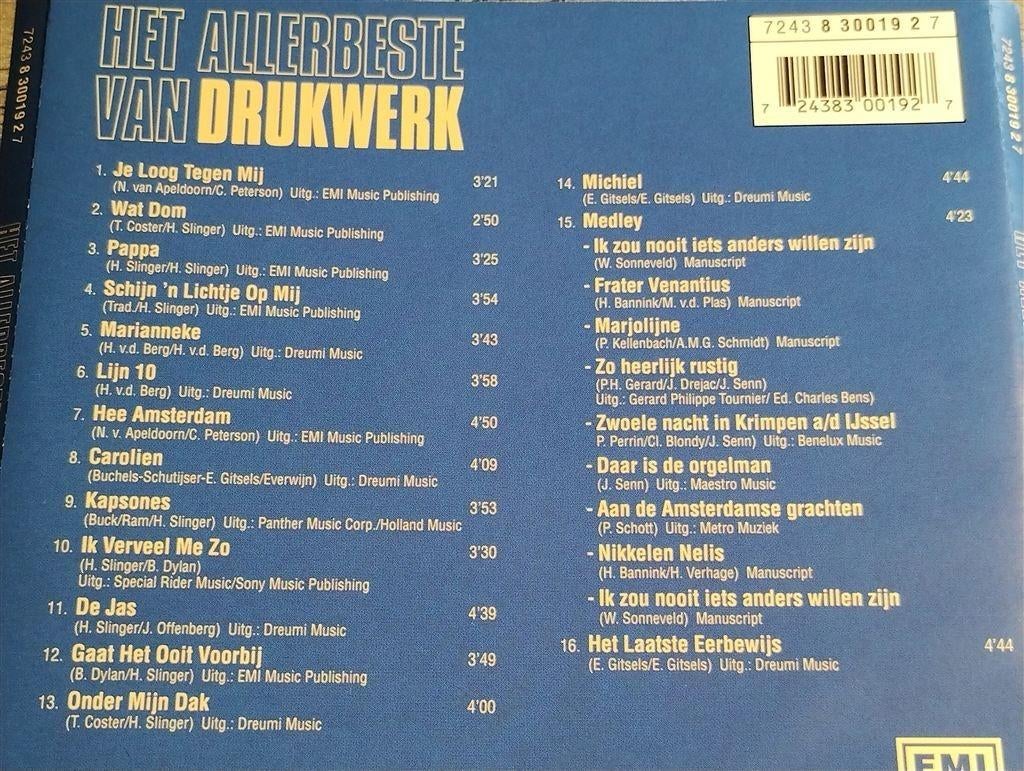 7243 8 30019 2 7
HET ALLERBESTE
VAN DRUKWERK
7243 8 30019 2 7
7 24383 00192 7
1. Je Loog Tegen Mij 3'21
(N. van Apeldoorn/C. Peterson) Uitg.: EMI Music Publishing
2. Wat Dom 2'50
(T. Coster/H. Slinger) Uitg.: EMI Music Publishing
3. Pappa 3'25
(H. Slinger/H. Slinger) Uitg.: EMI Music Publishing
4. Schijn 'n Lichtje Op Mij 3'54
(Trad./H. Slinger) Uitg.: EMI Music Publishing
5. Marianneke 3'43
(H. v.d. Berg/H. v.d. Berg) Uitg.: Dreumi Music
6. Lijn 10 3'58
(H. v.d. Berg) Uitg.: Dreumi Music
7. Hee Amsterdam 4'50
(N. v. Apeldoorn/C. Peterson) Uitg.: EMI Music Publishing
8. Carolien 4'09
(Buchels-Schutijser-E. Gitsels/Everwijn) Uitg.: Dreumi Music
9. Kapsones 3'53
(Buck/Ram/H. Slinger) Uitg.: Panther Music Corp./Holland Music
10. Ik Verveel Me Zo 3'30
(H. Slinger/B. Dylan)
Uitg.: Special Rider Music/Sony Music Publishing
11. De Jas 4'39
(H. Slinger/J. Offenberg) Uitg.: Dreumi Music
12. Gaat Het Ooit Voorbij 3'49
(B. Dylan/H. Slinger) Uitg.: EMI Music Publishing
13. Onder Mijn Dak 4'00
(T. Coster/H. Slinger) Uitg.: Dreumi Music
14. Michiel 4'44
(E. Gitsels/E. Gitsels) Uitg.: Dreumi Music
15. Medley 4'23
- Ik zou nooit iets anders willen zijn
(W. Sonneveld) Manuscript
- Frater Venantius
(H. Bannink/M. v.d. Plas) Manuscript
- Marjolijne
(P. Kellenbach/A.M.G. Schmidt) Manuscript
- Zo heerlijk rustig
(P.H. Gerard/J. Drejac/J. Senn)
Uitg.: Gerard Philippe Tournier/ Ed. Charles Bens)
- Zwoele nacht in Krimpen a/d IJssel
P. Perrin/Cl. Blondy/J. Senn) Uitg.: Benelux Music
- Daar is de orgelman
(J. Senn) Uitg.: Maestro Music
- Aan de Amsterdamse grachten
(P. Schott) Uitg.: Metro Muziek
- Nikkelen Nelis
(H. Bannink/H. Verhage) Manuscript
- Ik zou nooit iets anders willen zijn
(W. Sonneveld) Manuscript
16. Het Laatste Eerbewijs 4'44
(E. Gitsels/E. Gitsels) Uitg.: Dreumi Music
7243 8 30019 2 7
EMI